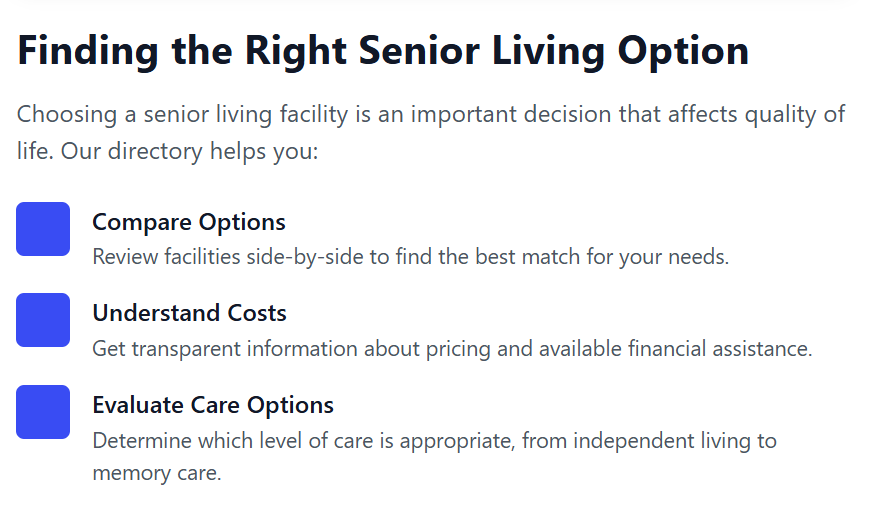 Finding the Right Senior Living Option
Choosing a senior living facility is an important decision that affects quality of
life. Our directory helps you:
Compare Options
Review facilities side-by-side to find the best match for your needs.
Understand Costs
Get transparent information about pricing and available financial assistance.
Evaluate Care Options
Determine which level of care is appropriate, from independent living to
memory care.